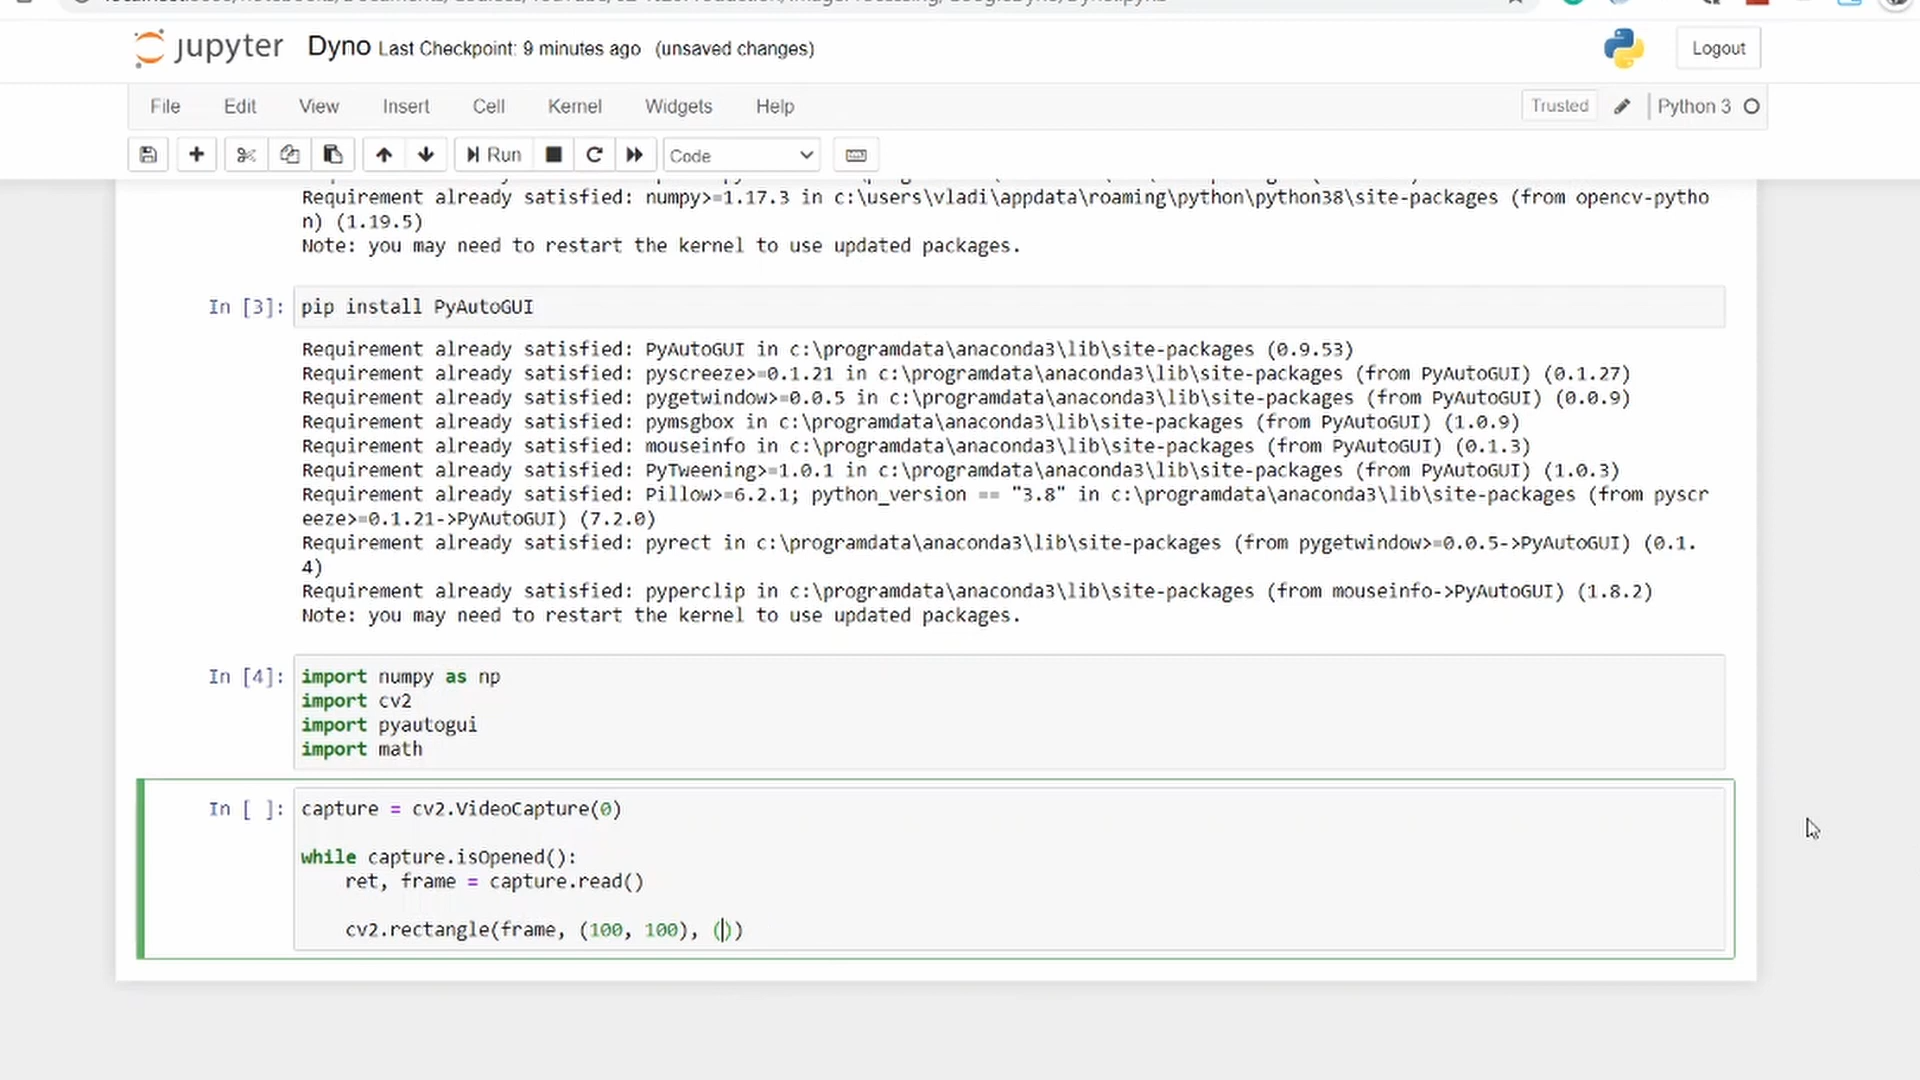 jupyter Dyno Last Checkpoint: 9 minutes ago (unsaved changes)
Logout
File Edit View Insert Cell Kernel Widgets Help
Trusted
Python 3
Run
Code
Requirement already satisfied: numpy>=1.17.3 in c:\users\vladi\appdata\roaming\python\python38\site-packages (from opencv-pytho
n) (1.19.5)
Note: you may need to restart the kernel to use updated packages.
In [3]: pip install PyAutoGUI
Requirement already satisfied: PyAutoGUI in c:\programdata\anaconda3\lib\site-packages (0.9.53)
Requirement already satisfied: pyscreeze>=0.1.21 in c:\programdata\anaconda3\lib\site-packages (from PyAutoGUI) (0.1.27)
Requirement already satisfied: pygetwindow>=0.0.5 in c:\programdata\anaconda3\lib\site-packages (from PyAutoGUI) (0.0.9)
Requirement already satisfied: pymsgbox in c:\programdata\anaconda3\lib\site-packages (from PyAutoGUI) (1.0.9)
Requirement already satisfied: mouseinfo in c:\programdata\anaconda3\lib\site-packages (from PyAutoGUI) (0.1.3)
Requirement already satisfied: PyTweening>=1.0.1 in c:\programdata\anaconda3\lib\site-packages (from PyAutoGUI) (1.0.3)
Requirement already satisfied: Pillow>=6.2.1; python_version == "3.8" in c:\programdata\anaconda3\lib\site-packages (from pyscr
eeze>=0.1.21->PyAutoGUI) (7.2.0)
Requirement already satisfied: pyrect in c:\programdata\anaconda3\lib\site-packages (from pygetwindow>=0.0.5->PyAutoGUI) (0.1.
4)
Requirement already satisfied: pyperclip in c:\programdata\anaconda3\lib\site-packages (from mouseinfo->PyAutoGUI) (1.8.2)
Note: you may need to restart the kernel to use updated packages.
In [4]: import numpy as np
import cv2
import pyautogui
import math
In [ ]: capture = cv2.VideoCapture(0)
while capture.isOpened():
ret, frame = capture.read()
cv2.rectangle(frame, (100, 100), ())